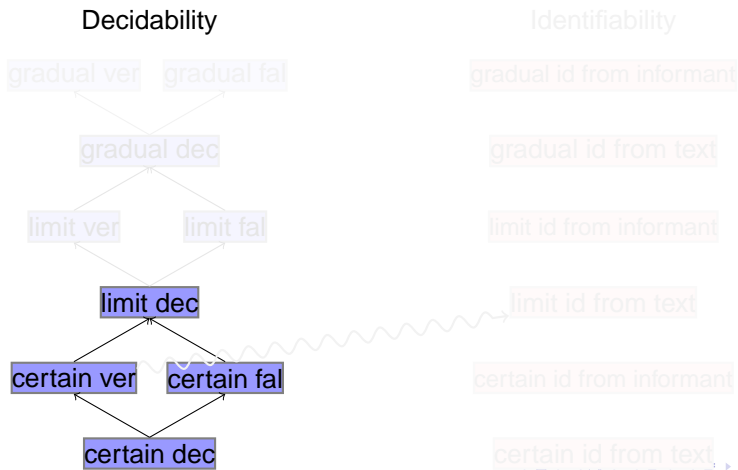 Decidability
Identifiability
gradual ver
gradual fal
gradual id from informant
gradual dec
gradual id from text
limit ver
limit fal
limit id from informant
limit dec
limit id from text
certain ver
certain fal
certain id from informant
certain dec
certain id from text